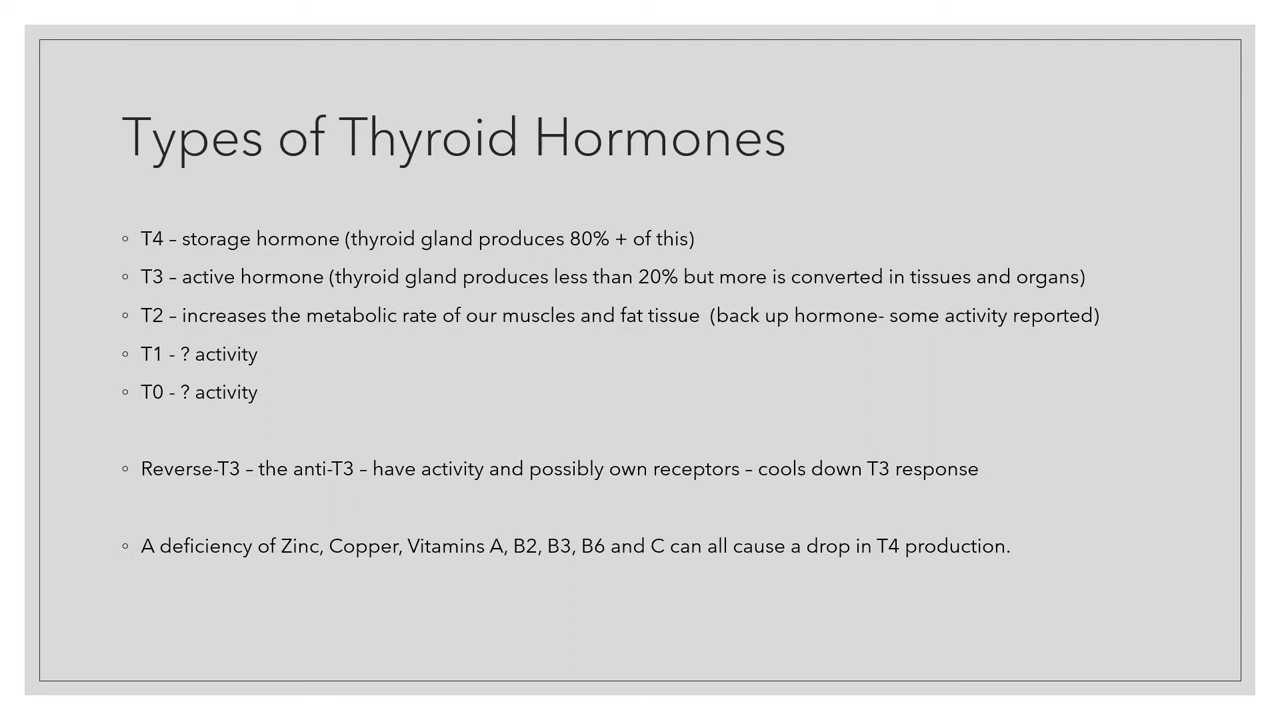 Types of Thyroid Hormones
◦ T4 – storage hormone (thyroid gland produces 80% + of this)
◦ T3 – active hormone (thyroid gland produces less than 20% but more is converted in tissues and organs)
◦ T2 – increases the metabolic rate of our muscles and fat tissue  (back up hormone- some activity reported)
◦ T1 - ? activity
◦ T0 - ? activity
◦ Reverse-T3 – the anti-T3 – have activity and possibly own receptors – cools down T3 response
◦ A deficiency of Zinc, Copper, Vitamins A, B2, B3, B6 and C can all cause a drop in T4 production.